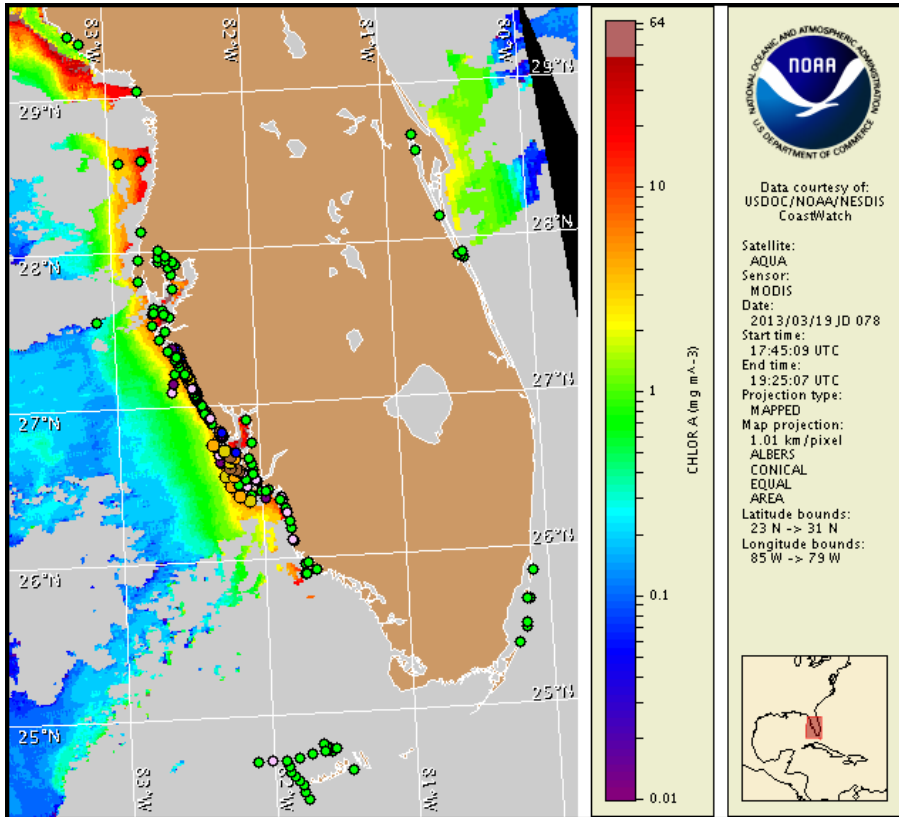 83°W
82°W
81°W
80°W
29°N
29°N
28°N
28°N
27°N
27°N
26°N
26°N
25°N
25°N
83°W
82°W
81°W
64
10
1
0.1
0.01
CHLOR A (mg m^-3)
NATIONAL OCEANIC AND ATMOSPHERIC ADMINISTRATION
NOAA
U.S. DEPARTMENT OF COMMERCE
Data courtesy of:
USDOC/NOAA/NESDIS
CoastWatch
Satellite:
AQUA
Sensor:
MODIS
Date:
2013/03/19 JD 078
Start time:
17:45:09 UTC
End time:
19:25:07 UTC
Projection type:
MAPPED
Map projection:
1.01 km/pixel
ALBERS
CONICAL
EQUAL
AREA
Latitude bounds:
23 N -> 31 N
Longitude bounds:
85 W -> 79 W